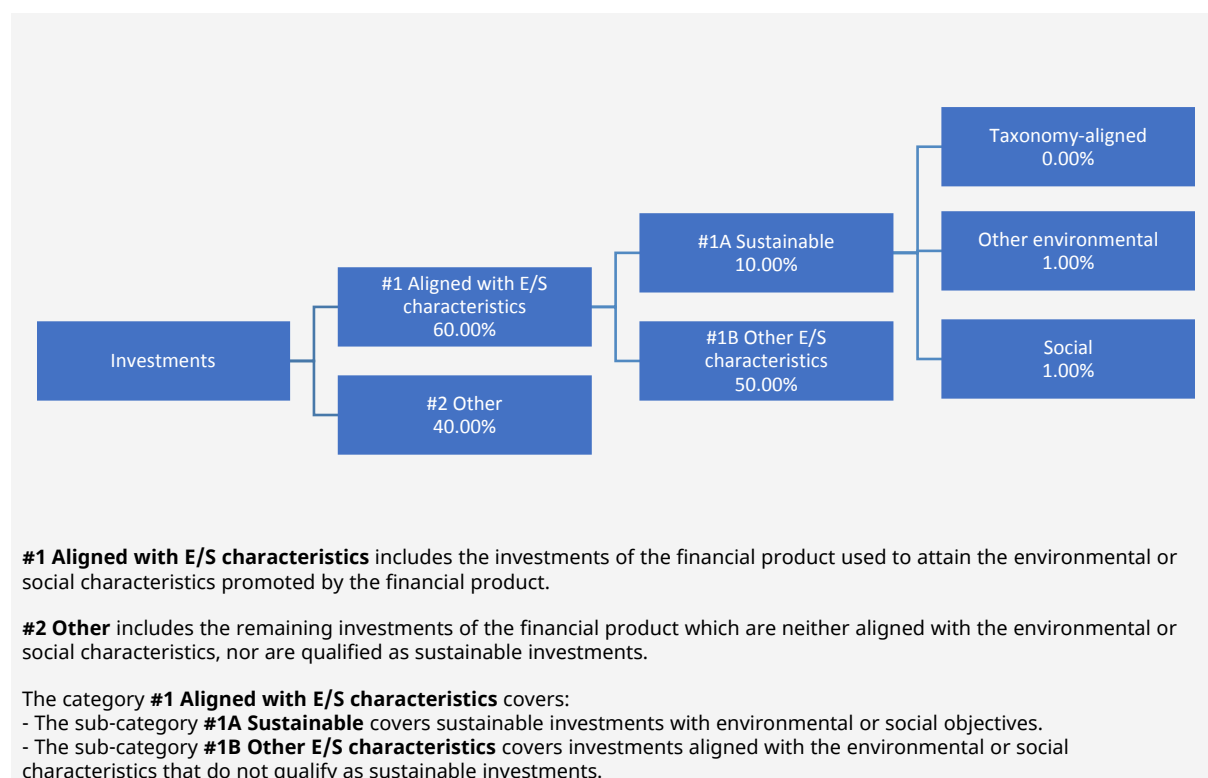 Investments
#1 Aligned with E/S
characteristics
60.00%
#2 Other
40.00%
#1A Sustainable
10.00%
#1B Other E/S
characteristics
50.00%
Taxonomy-aligned
0.00%
Other environmental
1.00%
Social
1.00%
#1 Aligned with E/S characteristics includes the investments of the financial product used to attain the environmental or
social characteristics promoted by the financial product.
#2 Other includes the remaining investments of the financial product which are neither aligned with the environmental or
social characteristics, nor are qualified as sustainable investments.
The category #1 Aligned with E/S characteristics covers:
- The sub-category #1A Sustainable covers sustainable investments with environmental or social objectives.
- The sub-category #1B Other E/S characteristics covers investments aligned with the environmental or social
characteristics that do not qualify as sustainable investments.